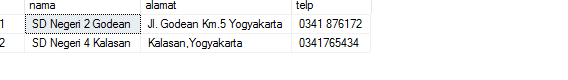 nama alamat telp
1 SD Negeri 2 Godean Jl. Godean Km.5 Yogyakarta 0341 876172
2 SD Negeri 4 Kalasan Kalasan,Yogyakarta 0341765434